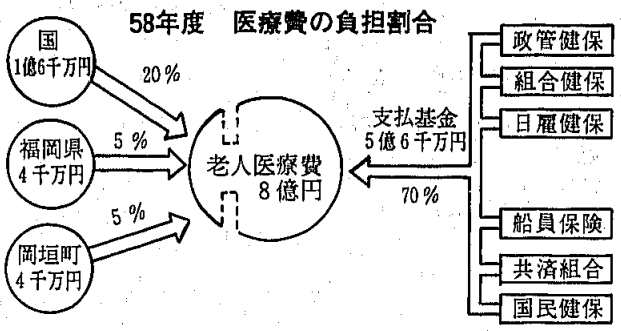 58年度 医療費の負担割合
国
1億6千万円
20%
福岡県
4千万円
5%
岡垣町
4千万円
5%
老人医療費
8億円
支払基金
5億6千万円
70%
政管健保
組合健保
日雇健保
船員保険
共済組合
国民健保